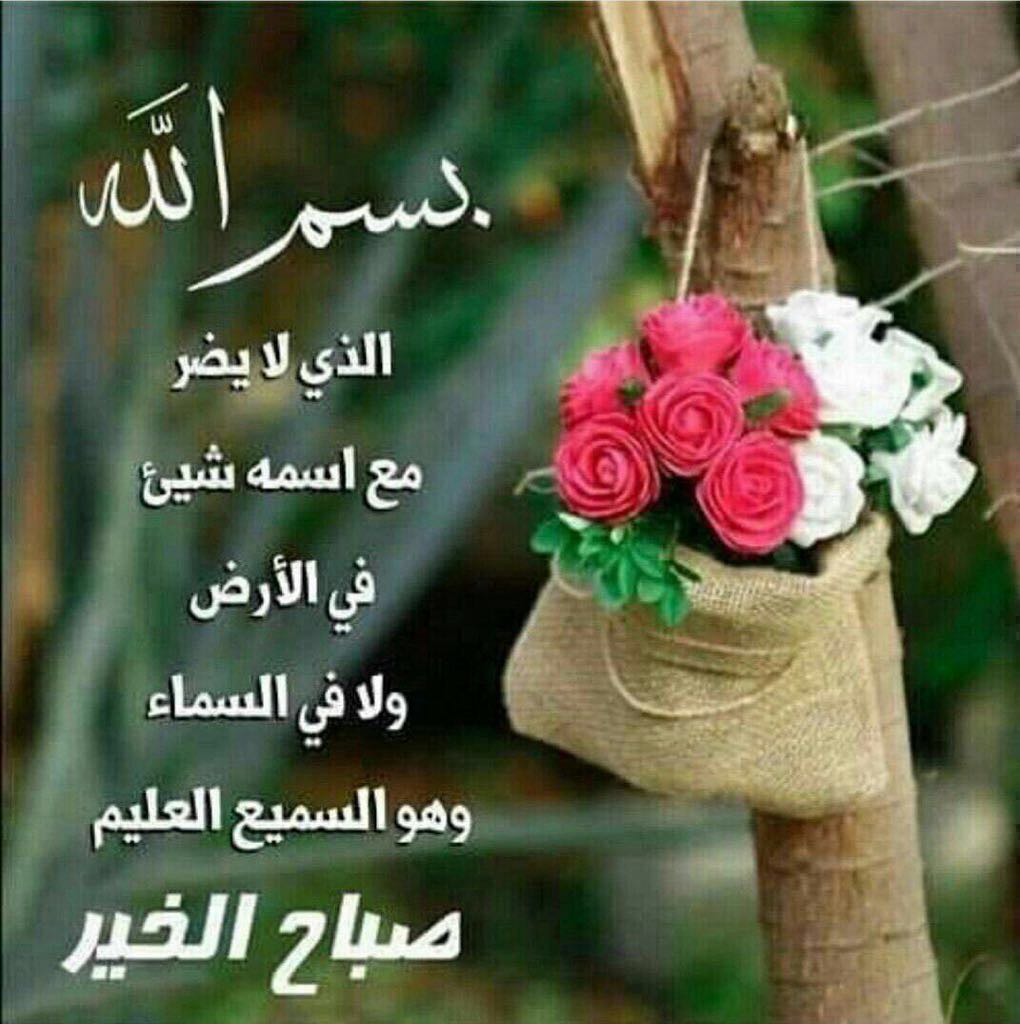 بسم الله
الذي لا يضر
مع اسمه شيئ
في الأرض
ولا في السماء
وهو السميع العليم
صباح الخير